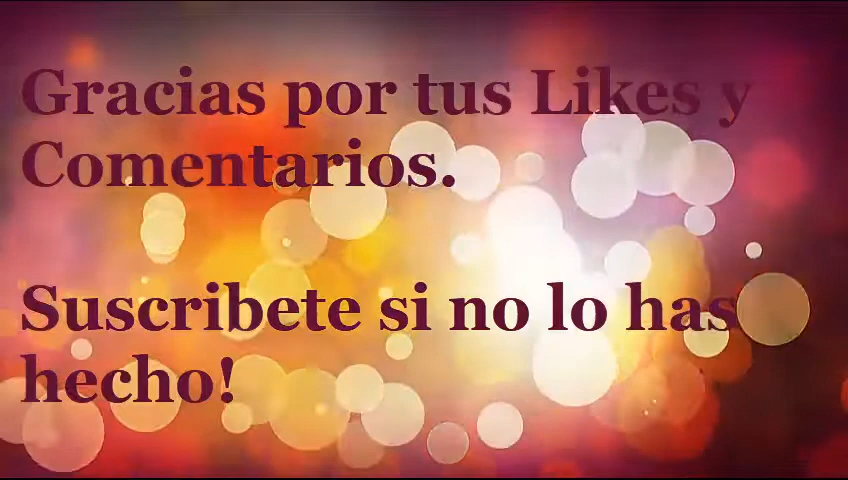 Gracias por tus Likes y
Comentarios.
Suscribete si no lo has
hecho!